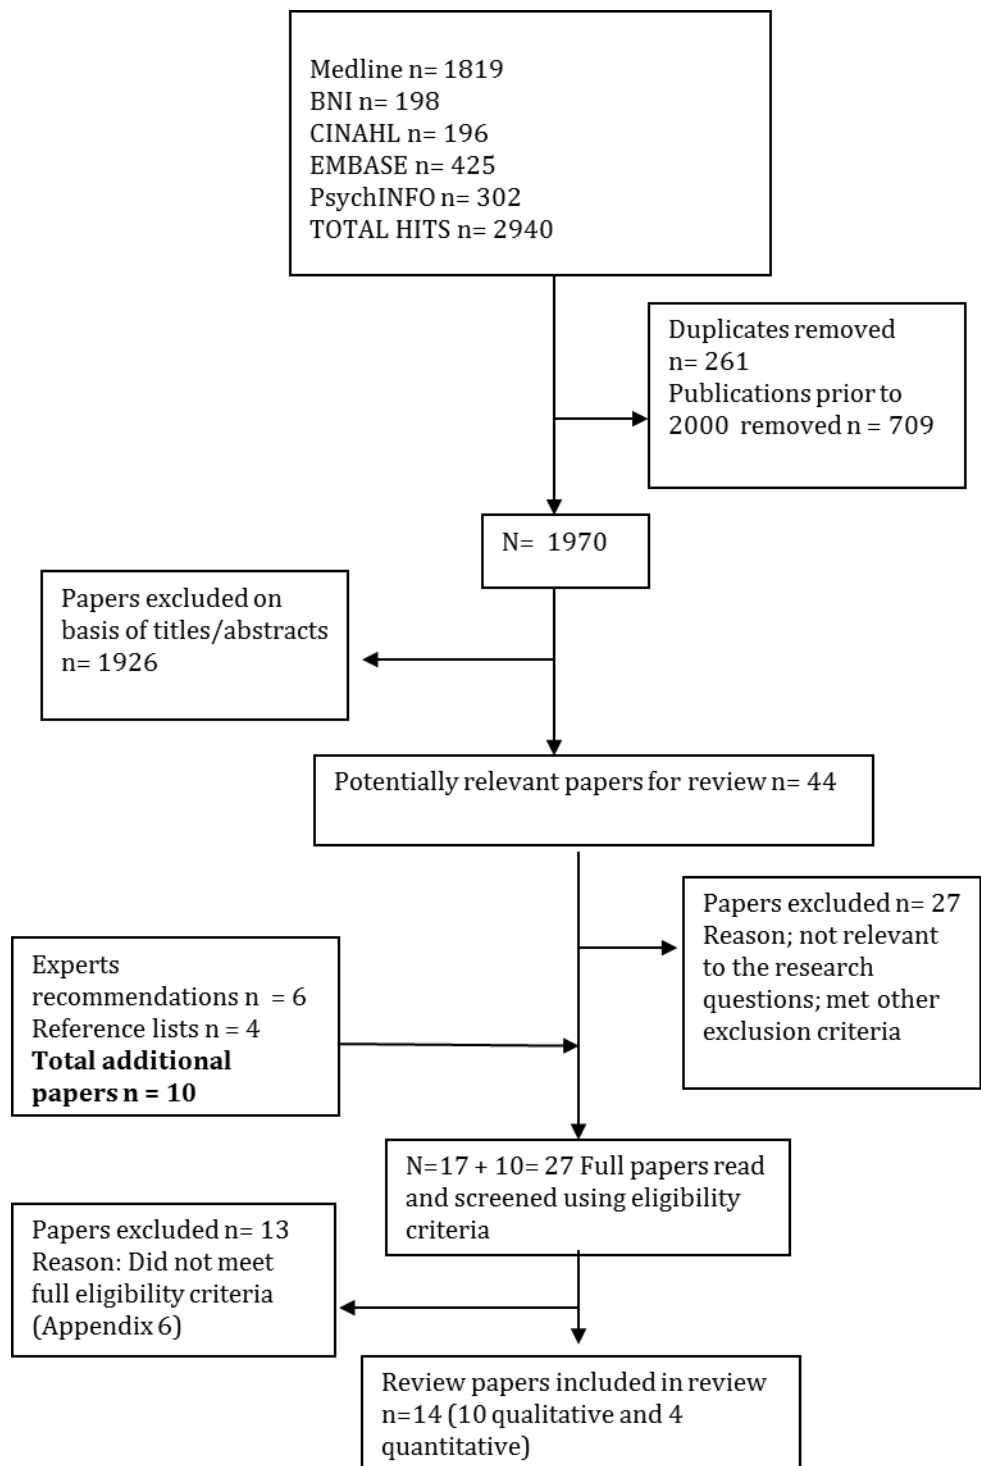 Medline n= 1819
BNI n= 198
CINAHL n= 196
EMBASE n= 425
PsychINFO n= 302
TOTAL HITS n= 2940
Duplicates removed
n= 261
Publications prior to
2000 removed n = 709
N= 1970
Papers excluded on
basis of titles/abstracts
n= 1926
Potentially relevant papers for review n= 44
Papers excluded n= 27
Reason; not relevant
to the research
questions; met other
exclusion criteria
Experts
recommendations n = 6
Reference lists n = 4
Total additional
papers n = 10
N=17 + 10= 27 Full papers read
and screened using eligibility
criteria
Papers excluded n= 13
Reason: Did not meet
full eligibility criteria
(Appendix 6)
Review papers included in review
n=14 (10 qualitative and 4
quantitative)